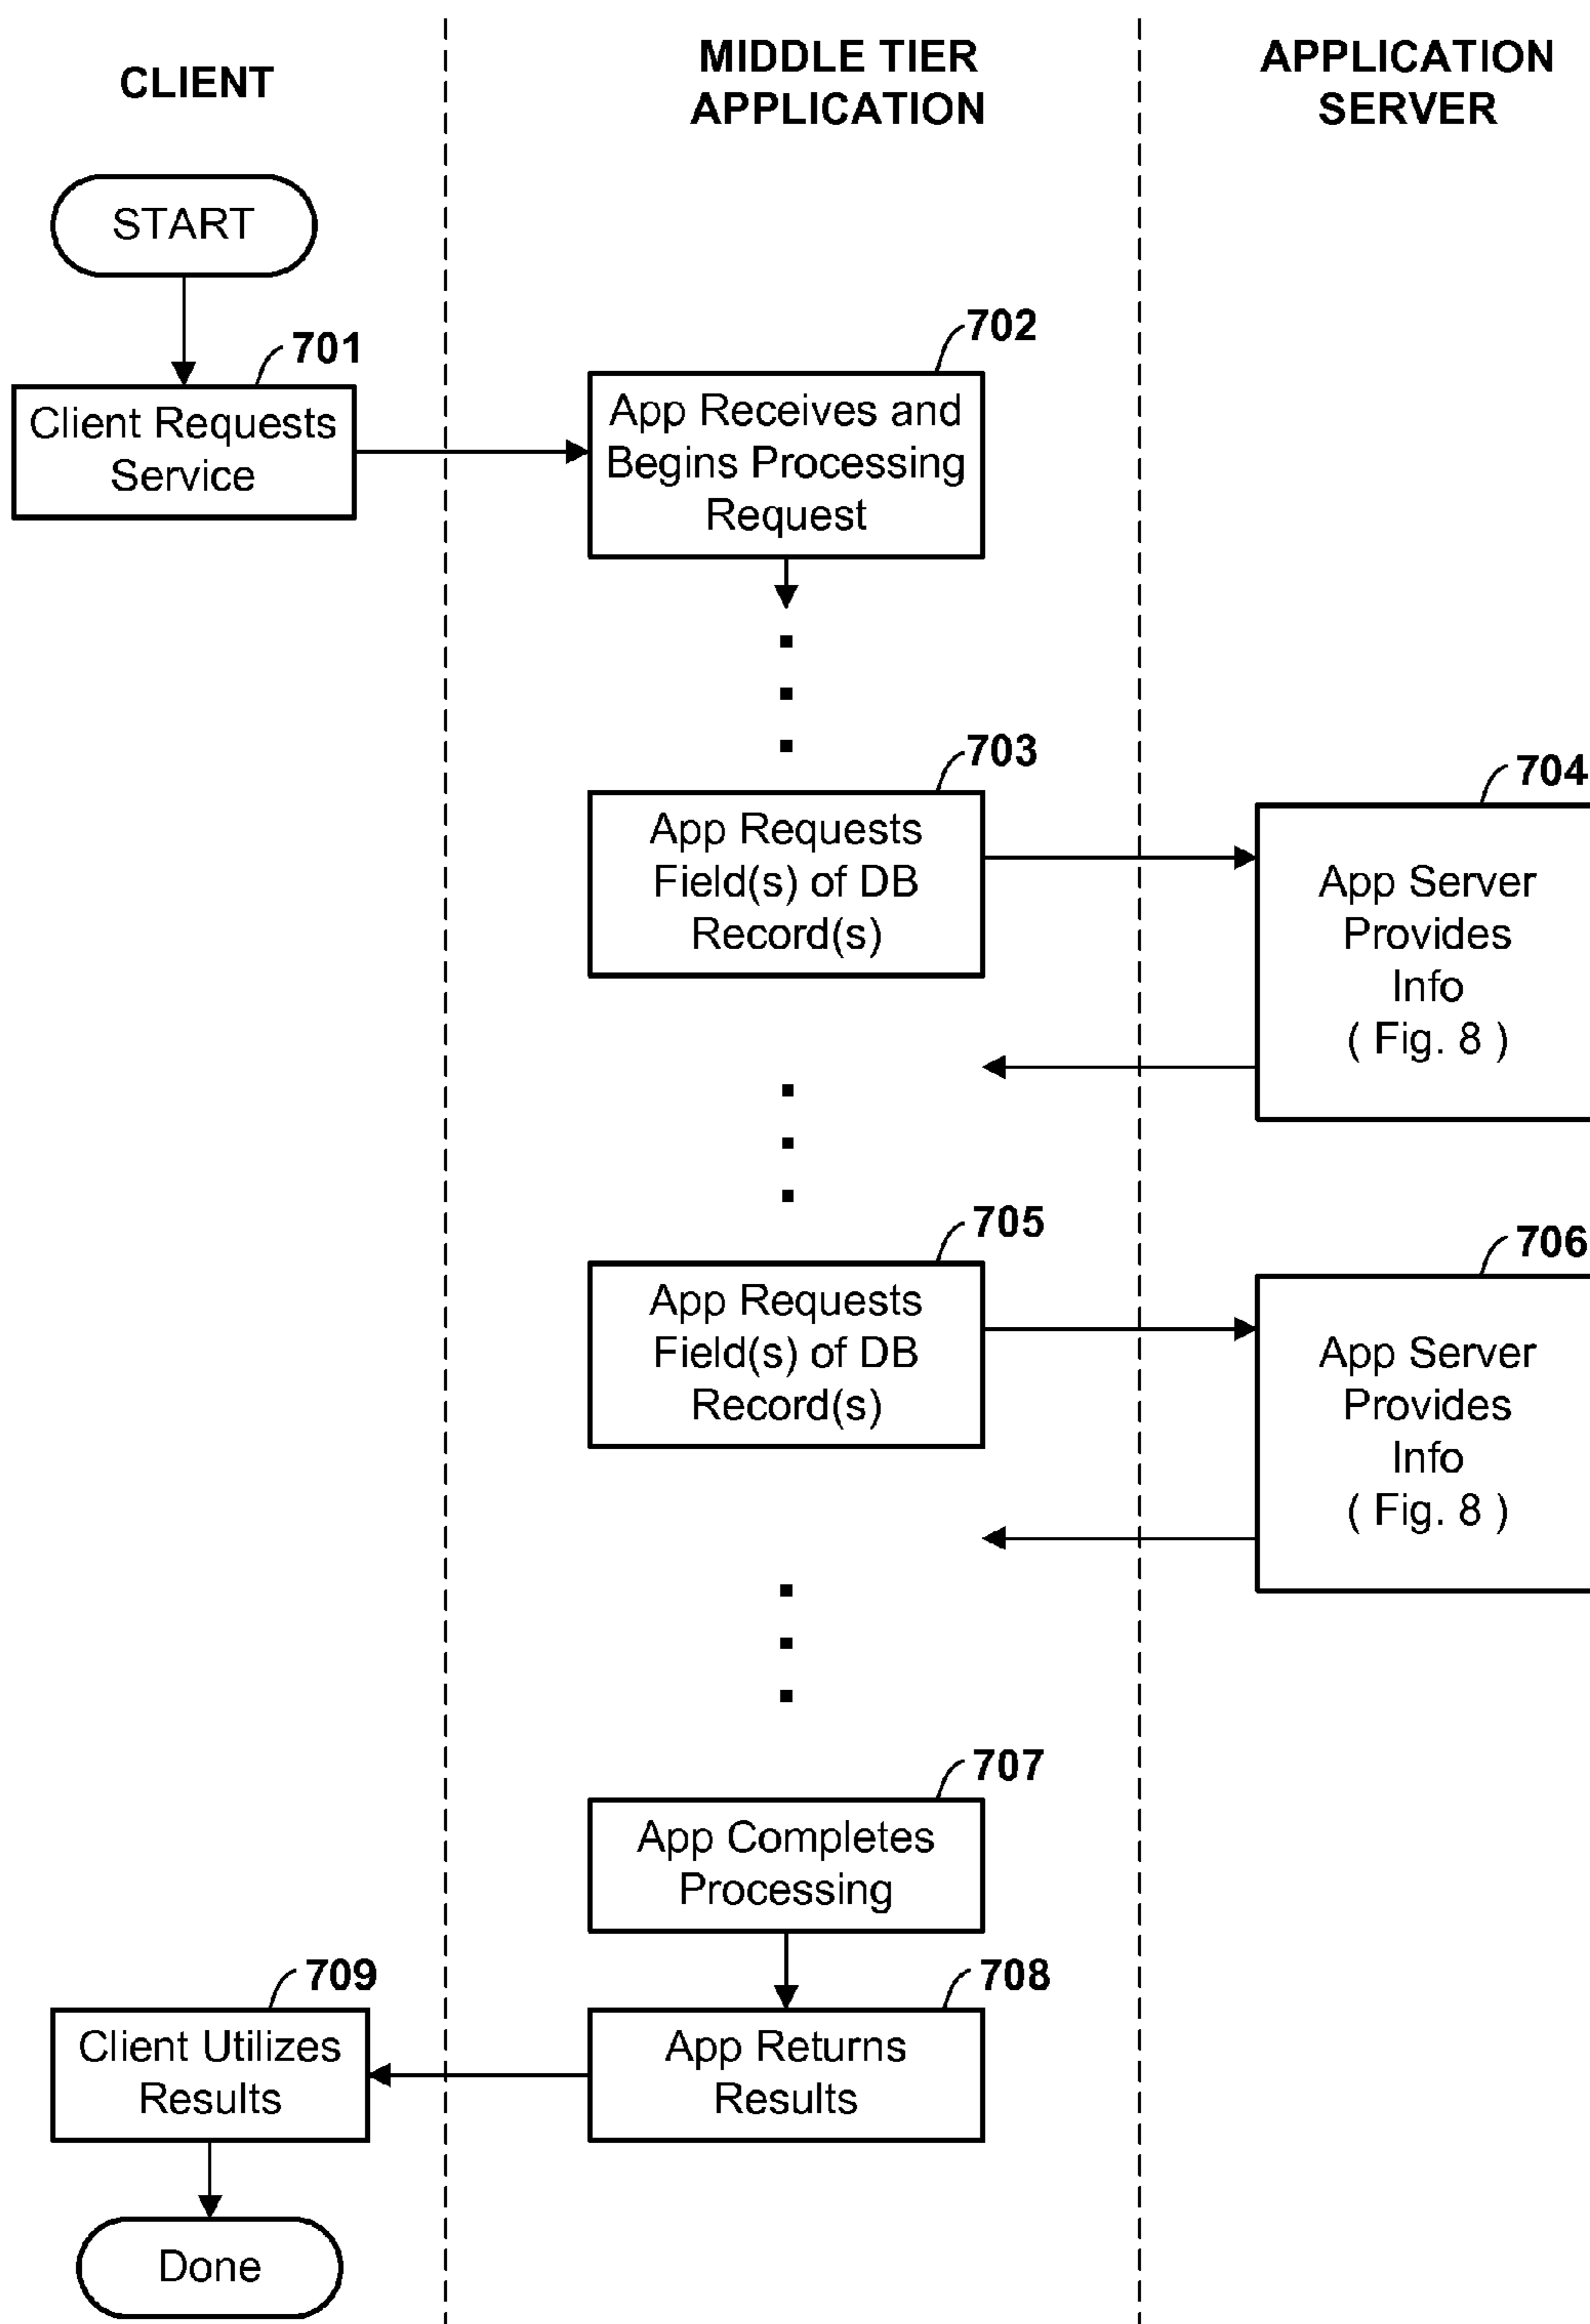 CLIENT
MIDDLE TIER
APPLICATION
APPLICATION
SERVER
START
701
Client Requests
Service
702
App Receives and
Begins Processing
Request
703
App Requests
Field(s) of DB
Record(s)
704
App Server
Provides
Info
( Fig. 8 )
705
App Requests
Field(s) of DB
Record(s)
706
App Server
Provides
Info
( Fig. 8 )
707
App Completes
Processing
708
App Returns
Results
709
Client Utilizes
Results
Done